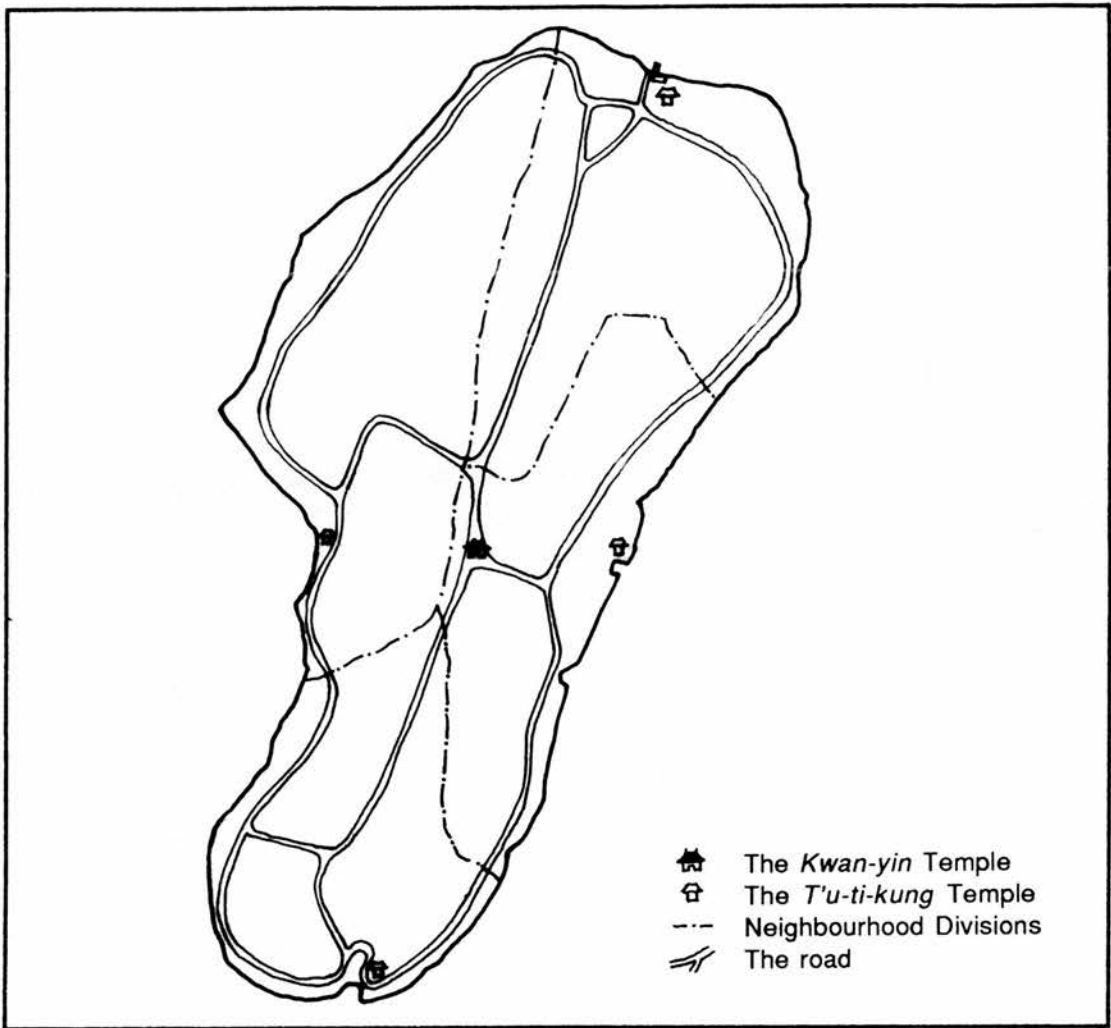 The Kwan-yin Temple
The T'u-ti-kung Temple
Neighbourhood Divisions
The road